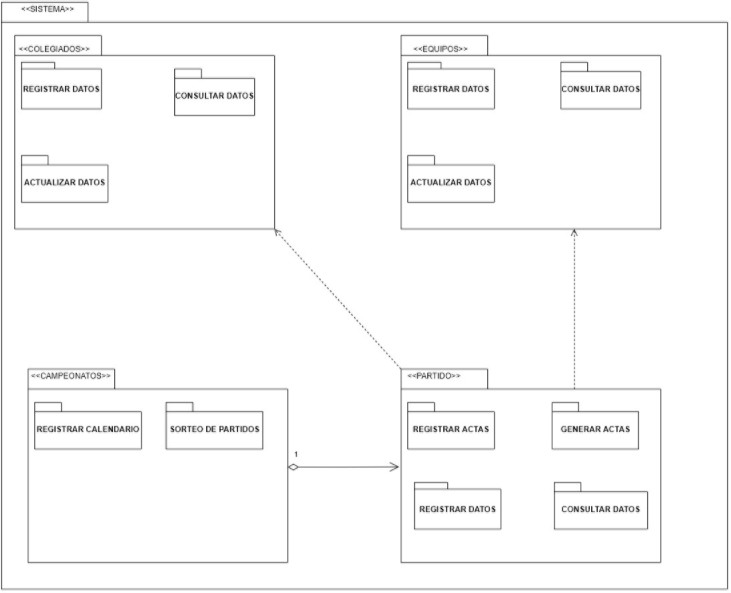 <<SISTEMA>>
<<COLEGIADOS>>
REGISTRAR DATOS
CONSULTAR DATOS
ACTUALIZAR DATOS
<<EQUIPOS>>
REGISTRAR DATOS
CONSULTAR DATOS
ACTUALIZAR DATOS
<<CAMPEONATOS>>
REGISTRAR CALENDARIO
SORTEO DE PARTIDOS
1
<<PARTIDO>>
REGISTRAR ACTAS
GENERAR ACTAS
REGISTRAR DATOS
CONSULTAR DATOS